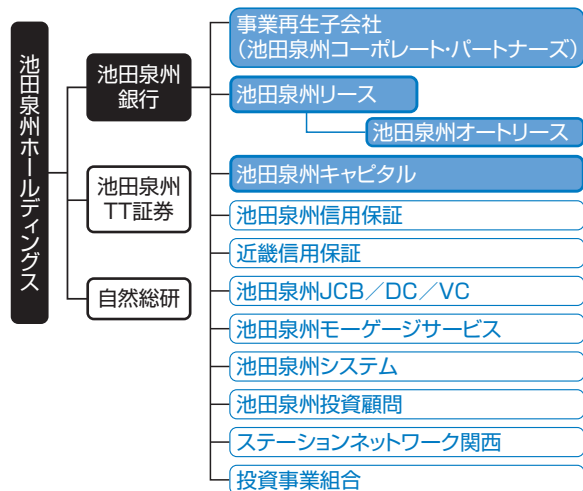 池田泉州ホールディングス
池田泉州
銀行
池田泉州
TT証券
自然総研
事業再生子会社
（池田泉州コーポレート・パートナーズ）
池田泉州リース
池田泉州オートリース
池田泉州キャピタル
池田泉州信用保証
近畿信用保証
池田泉州JCB／DC／VC
池田泉州モーゲージサービス
池田泉州システム
池田泉州投資顧問
ステーションネットワーク関西
投資事業組合